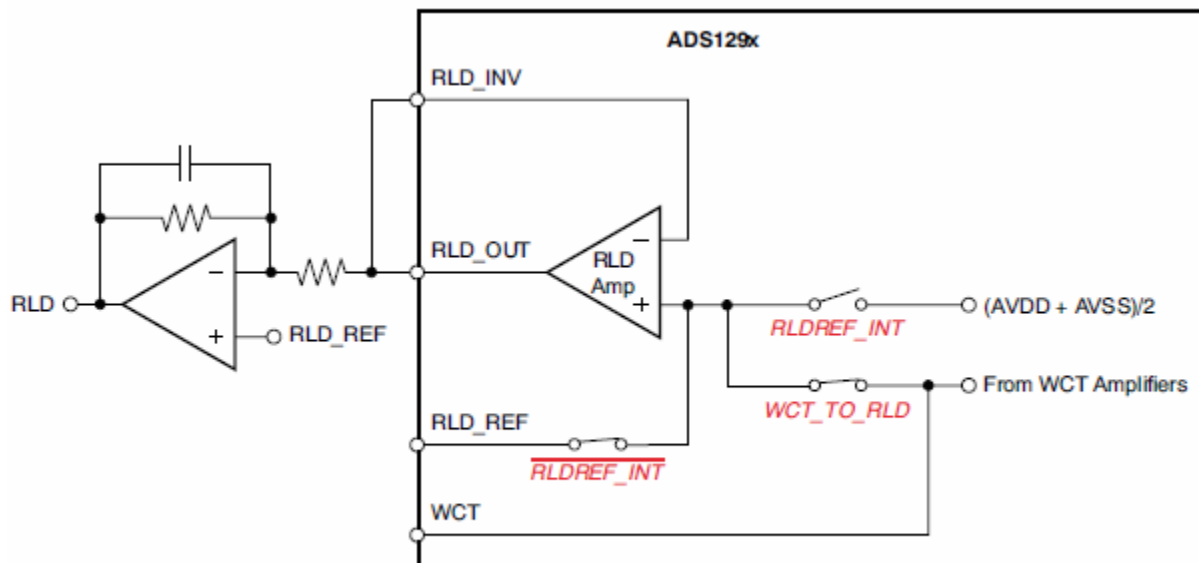 ADS129x
RLD_INV
RLD_OUT
−
RLD
Amp
+
RLD
−
+
RLD_REF
RLDREF_INT
(AVDD + AVSS)/2
WCT_TO_RLD
From WCT Amplifiers
RLD_REF
RLDREF_INT
WCT